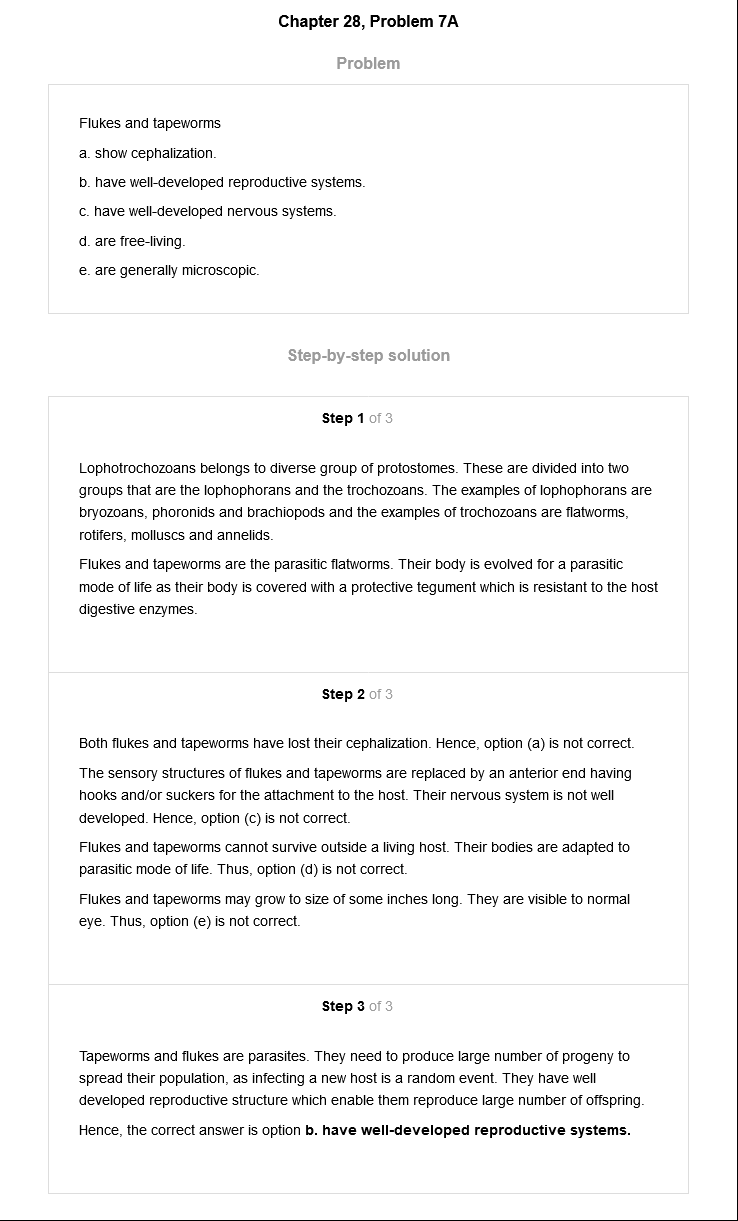 Chapter 28, Problem 7A
Problem
Flukes and tapeworms
a. show cephalization.
b. have well-developed reproductive systems.
c. have well-developed nervous systems.
d. are free-living.
e. are generally microscopic.
Step-by-step solution
Step 1 of 3
Lophotrochozoans belongs to diverse group of protostomes. These are divided into two
groups that are the lophophorans and the trochozoans. The examples of lophophorans are
bryozoans, phoronids and brachiopods and the examples of trochozoans are flatworms,
rotifers, molluscs and annelids.
Flukes and tapeworms are the parasitic flatworms. Their body is evolved for a parasitic
mode of life as their body is covered with a protective tegument which is resistant to the host
digestive enzymes.
Step 2 of 3
Both flukes and tapeworms have lost their cephalization. Hence, option (a) is not correct.
The sensory structures of flukes and tapeworms are replaced by an anterior end having
hooks and/or suckers for the attachment to the host. Their nervous system is not well
developed. Hence, option (c) is not correct.
Flukes and tapeworms cannot survive outside a living host. Their bodies are adapted to
parasitic mode of life. Thus, option (d) is not correct.
Flukes and tapeworms may grow to size of some inches long. They are visible to normal
eye. Thus, option (e) is not correct.
Step 3 of 3
Tapeworms and flukes are parasites. They need to produce large number of progeny to
spread their population, as infecting a new host is a random event. They have well
developed reproductive structure which enable them reproduce large number of offspring.
Hence, the correct answer is option b. have well-developed reproductive systems.